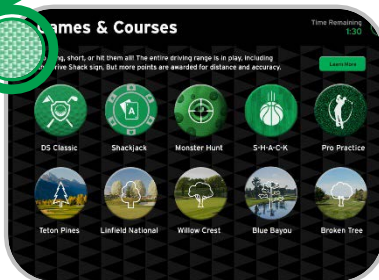 ames & Courses
Time Remaining
1:30
ng, short, or hit them all! The entire driving range is in play, including
rive Shack sign. But more points are awarded for distance and accuracy.
Learn More
A
DS Classic
Shackjack
Monster Hunt
S-H-A-C-K
Pro Practice
Teton Pines
Linfield National
Willow Crest
Blue Bayou
Broken Tree